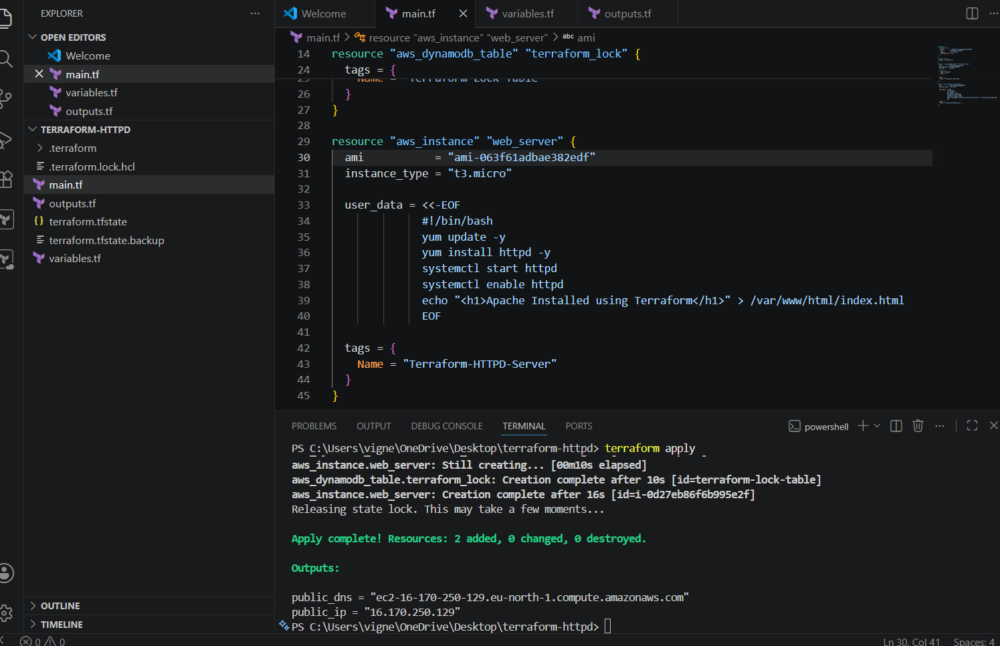 EXPLORER
OPEN EDITORS
Welcome
main.tf
variables.tf
outputs.tf
TERRAFORM-HTTPD
.terraform
.terraform.lock.hcl
main.tf
outputs.tf
terraform.tfstate
terraform.tfstate.backup
variables.tf
OUTLINE
TIMELINE
Welcome
main.tf
variables.tf
outputs.tf
main.tf > resource "aws_instance" "web_server" > abc ami
14 resource "aws_dynamodb_table" "terraform_lock" {
24 tags = {
25 Name = "Terraform Lock Table"
26 }
27 }
28
29 resource "aws_instance" "web_server" {
30 ami = "ami-063f61adbae382edf"
31 instance_type = "t3.micro"
32
33 user_data = <<-EOF
34 #!/bin/bash
35 yum update -y
36 yum install httpd -y
37 systemctl start httpd
38 systemctl enable httpd
39 echo "<h1>Apache Installed using Terraform</h1>" > /var/www/html/index.html
40 EOF
41
42 tags = {
43 Name = "Terraform-HTTPD-Server"
44 }
45 }
PROBLEMS OUTPUT DEBUG CONSOLE TERMINAL PORTS
powershell
PS C:\Users\vigne\OneDrive\Desktop\terraform-httpd> terraform apply
aws_instance.web_server: Still creating... [00m10s elapsed]
aws_dynamodb_table.terraform_lock: Creation complete after 10s [id=terraform-lock-table]
aws_instance.web_server: Creation complete after 16s [id=i-0d27eb86f6b995e2f]
Releasing state lock. This may take a few moments...
Apply complete! Resources: 2 added, 0 changed, 0 destroyed.
Outputs:
public_dns = "ec2-16-170-250-129.eu-north-1.compute.amazonaws.com"
public_ip = "16.170.250.129"
PS C:\Users\vigne\OneDrive\Desktop\terraform-httpd>
0 0
Ln 30, Col 41 Spaces: 4